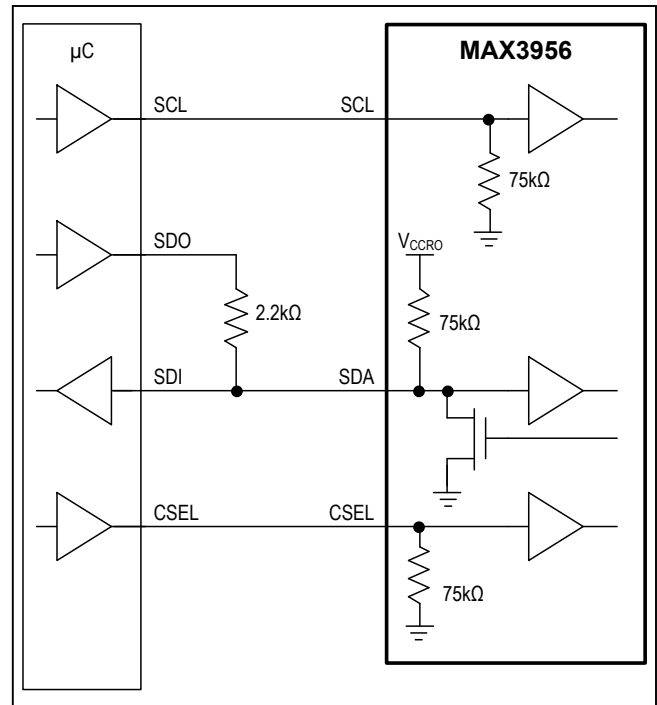 µC
MAX3956
SCL
SCL
75kΩ
SDO
VCCRO
2.2kΩ
75kΩ
SDI
SDA
CSEL
CSEL
75kΩ